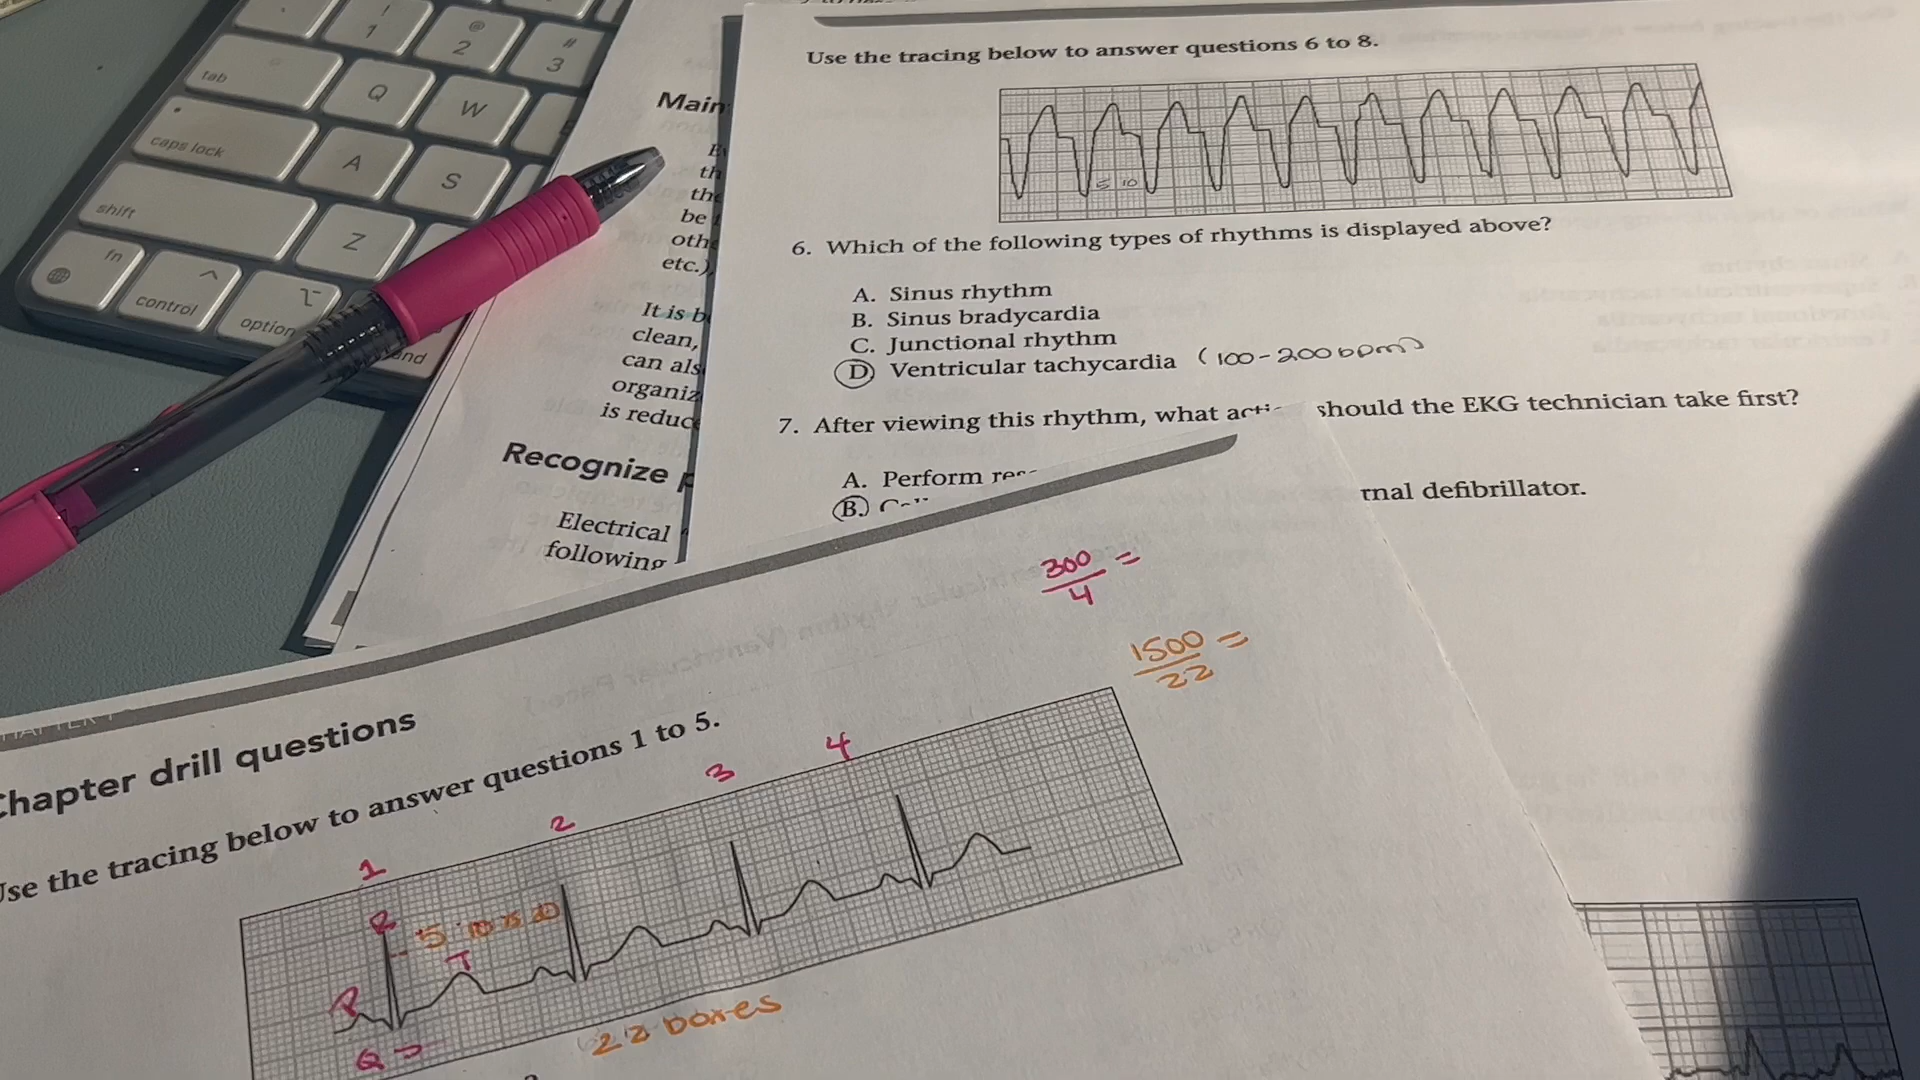 !
1
@
2
#
3
tab
Q
W
caps lock
A
S
shift
Z
fn
control
option
Main
th
the
be
oth
etc.)
It is b
clean,
can als
organiz
is reduc
Recognize
Electrical
following
Use the tracing below to answer questions 6 to 8.
5 10
6. Which of the following types of rhythms is displayed above?
A. Sinus rhythm
B. Sinus bradycardia
C. Junctional rhythm
D Ventricular tachycardia (100-200 bpm)
7. After viewing this rhythm, what should the EKG technician take first?
A. Perform
B.
rnal defibrillator.
300
4 =
1500
22 =
Chapter drill questions
Use the tracing below to answer questions 1 to 5.
1 2 3 4
R
5 10 15 20
T
P
Q S
22 boxes